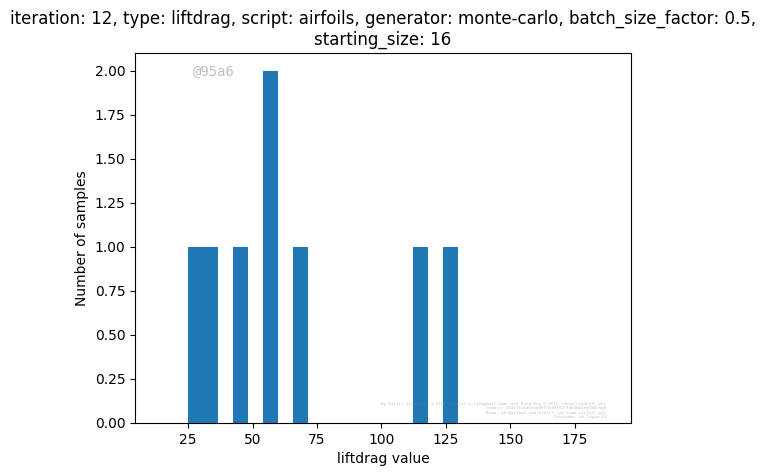 iteration: 12, type: liftdrag, script: airfoils, generator: monte-carlo, batch_size_factor: 0.5,
starting_size: 16
@95a6
2.00
1.75
1.50
1.25
1.00
0.75
0.50
0.25
0.00
Number of samples
25 50 75 100 125 150 175
liftdrag value